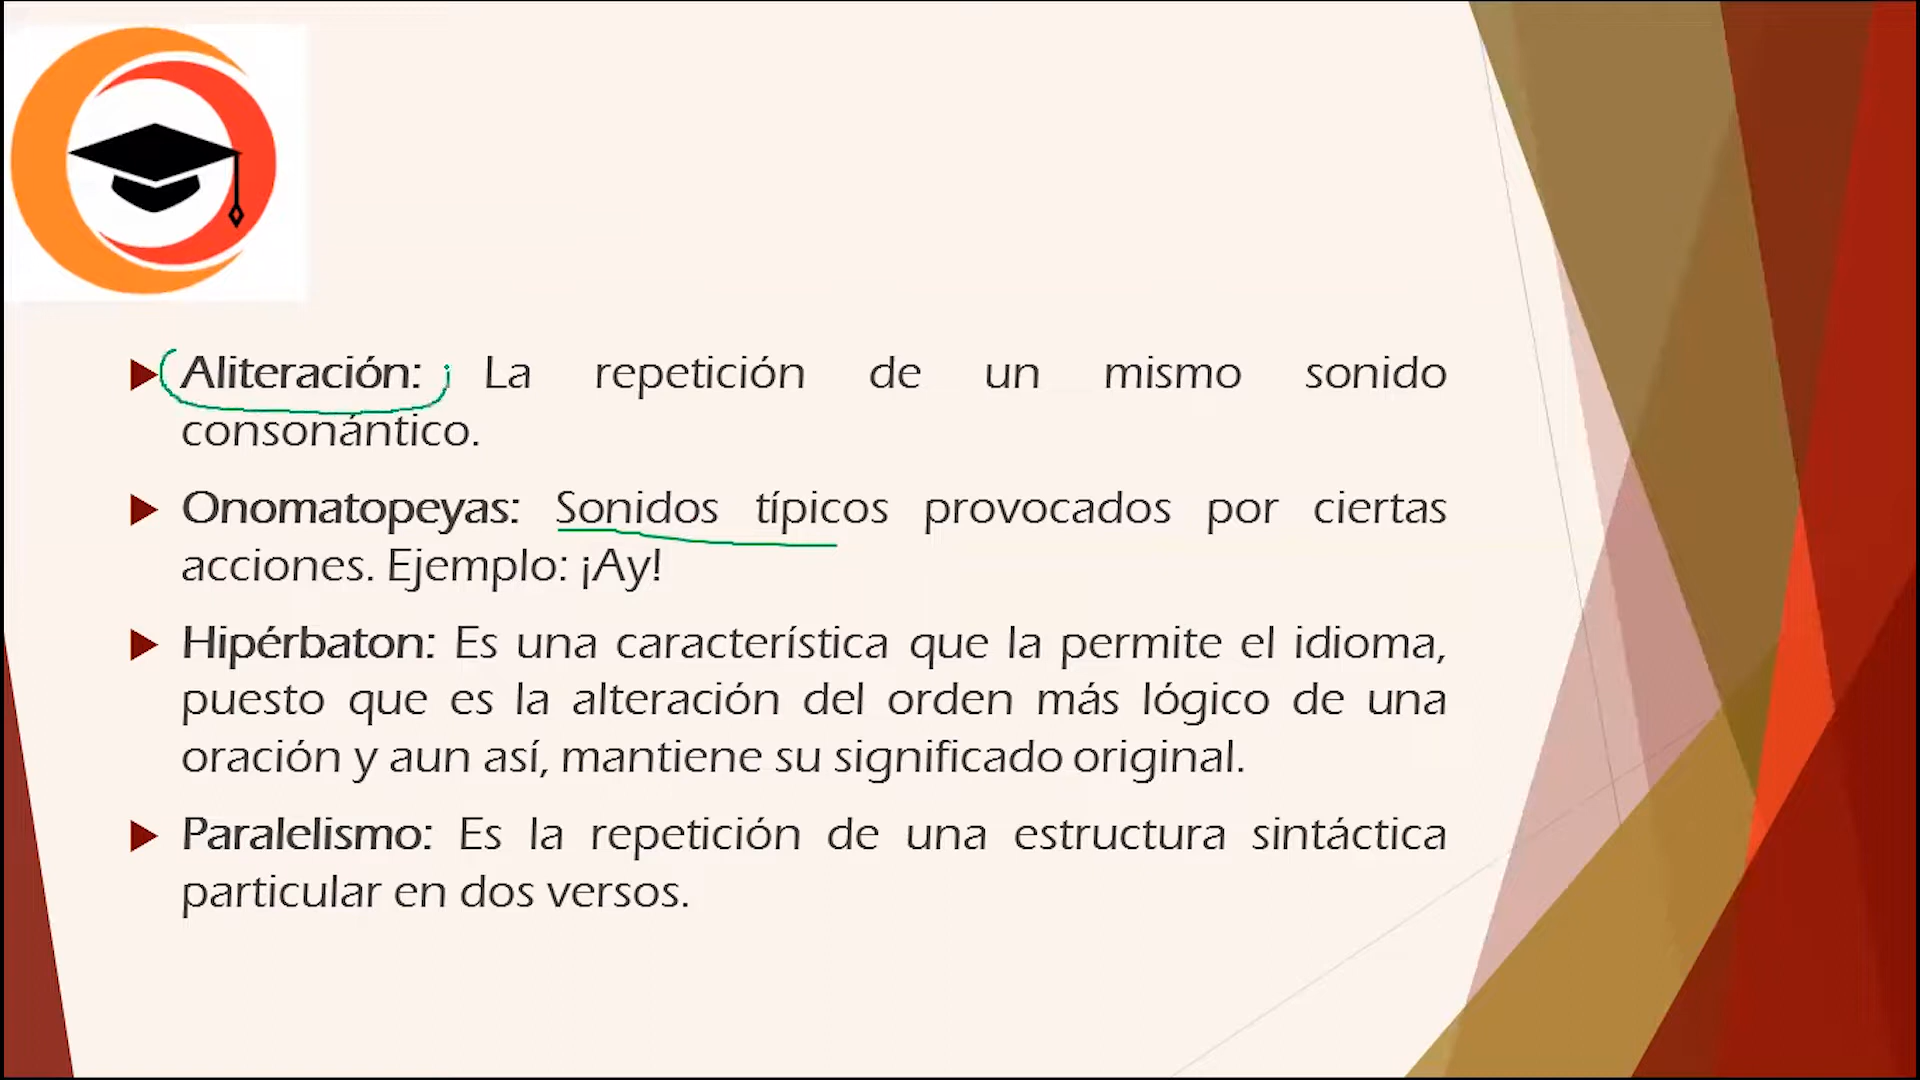 Aliteración: La repetición de un mismo sonido
consonántico.
Onomatopeyas: Sonidos típicos provocados por ciertas
acciones. Ejemplo: ¡Ay!
Hipérbaton: Es una característica que la permite el idioma,
puesto que es la alteración del orden más lógico de una
oración y aun así, mantiene su significado original.
Paralelismo: Es la repetición de una estructura sintáctica
particular en dos versos.